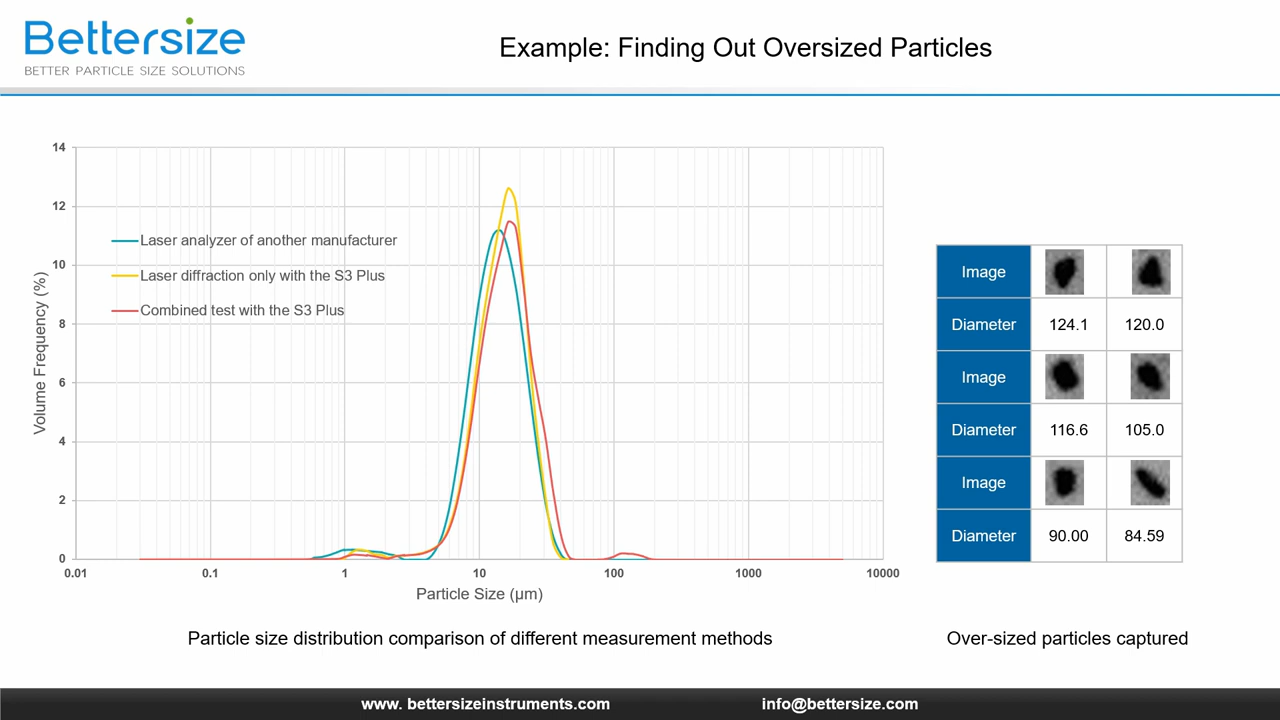 Bettersize
BETTER PARTICLE SIZE SOLUTIONS
Example: Finding Out Oversized Particles
14
12
10
8
6
4
2
0
Volume Frequency (%)
Laser analyzer of another manufacturer
Laser diffraction only with the S3 Plus
Combined test with the S3 Plus
0.01 0.1 1 10 100 1000 10000
Particle Size (µm)
Particle size distribution comparison of different measurement methods
Image
Diameter 124.1 120.0
Image
Diameter 116.6 105.0
Image
Diameter 90.00 84.59
Over-sized particles captured
www. bettersizeinstruments.com
info@bettersize.com